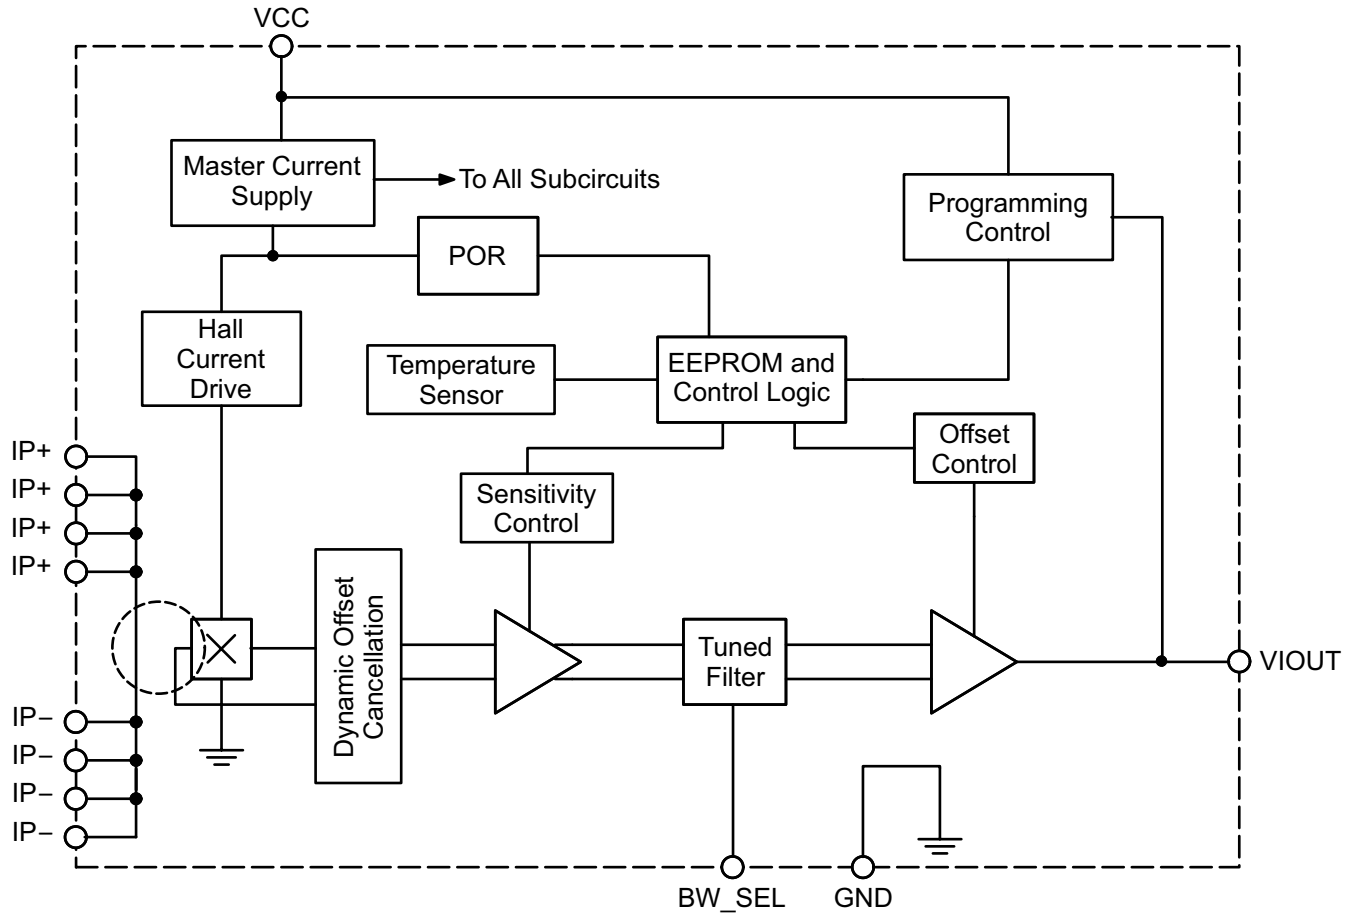 VCC
Master Current
Supply
To All Subcircuits
Programming
Control
POR
Hall
Current
Drive
Temperature
Sensor
EEPROM and
Control Logic
Offset
Control
IP+
IP+
IP+
IP+
Sensitivity
Control
Dynamic Offset
Cancellation
Tuned
Filter
VIOUT
IP−
IP−
IP−
IP−
BW_SEL
GND